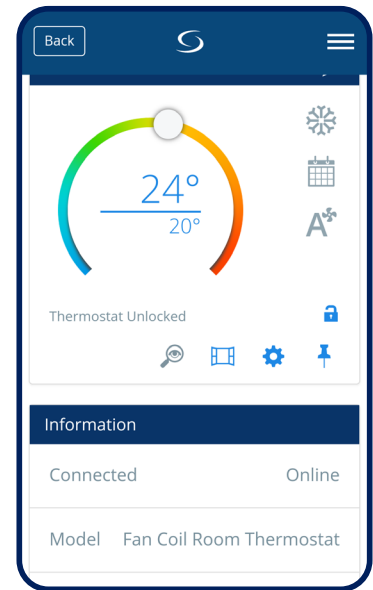 Back
24°
20°
A
Thermostat Unlocked
Information
Connected Online
Model Fan Coil Room Thermostat